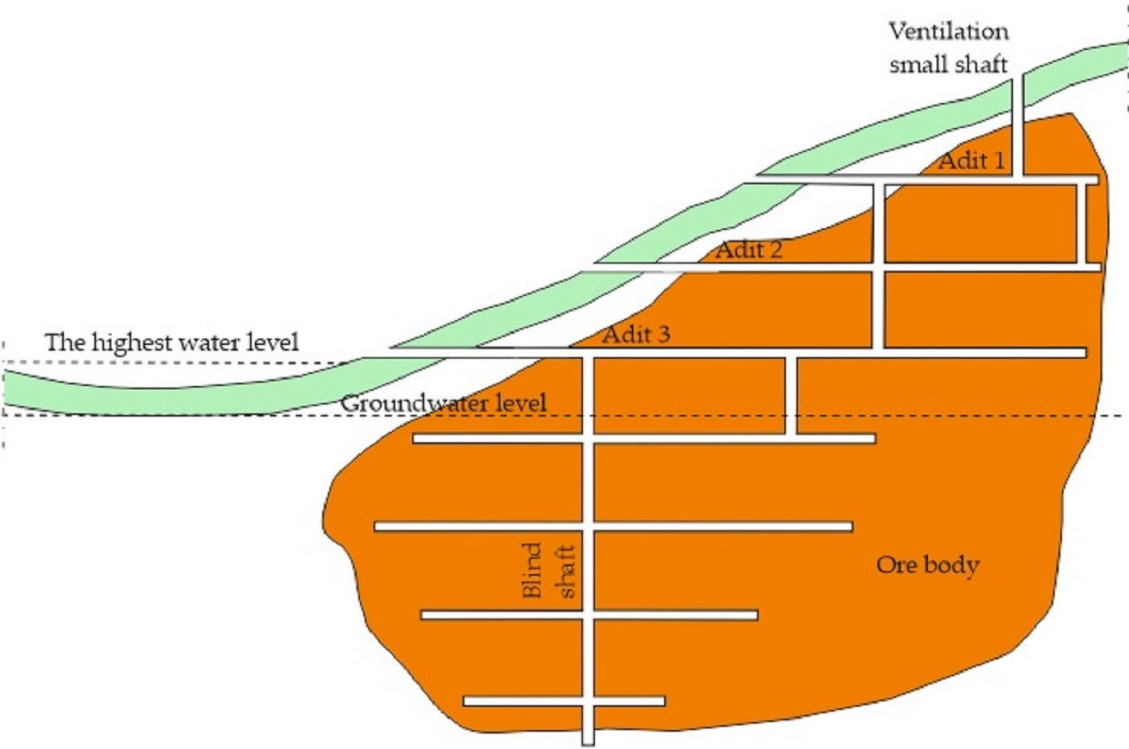 Ventilation
small shaft
Adit 1
Adit 2
Adit 3
The highest water level
Groundwater level
Blind
shaft
Ore body